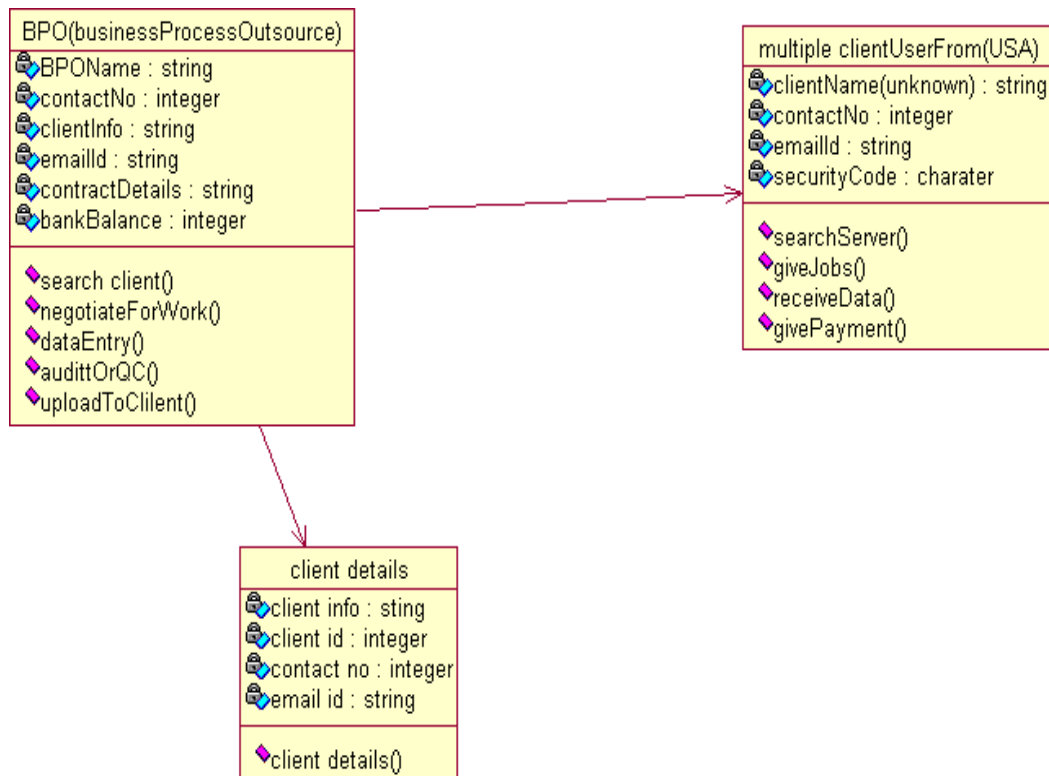 BPO(businessProcessOutsource)
BPOName : string
contactNo : integer
clientInfo : string
emailId : string
contractDetails : string
bankBalance : integer
search client()
negotiateForWork()
dataEntry()
audittOrQC()
uploadToClilent()
multiple clientUserFrom(USA)
clientName(unknown) : string
contactNo : integer
emailId : string
securityCode : charater
searchServer()
giveJobs()
receiveData()
givePayment()
client details
client info : sting
client id : integer
contact no : integer
email id : string
client details()